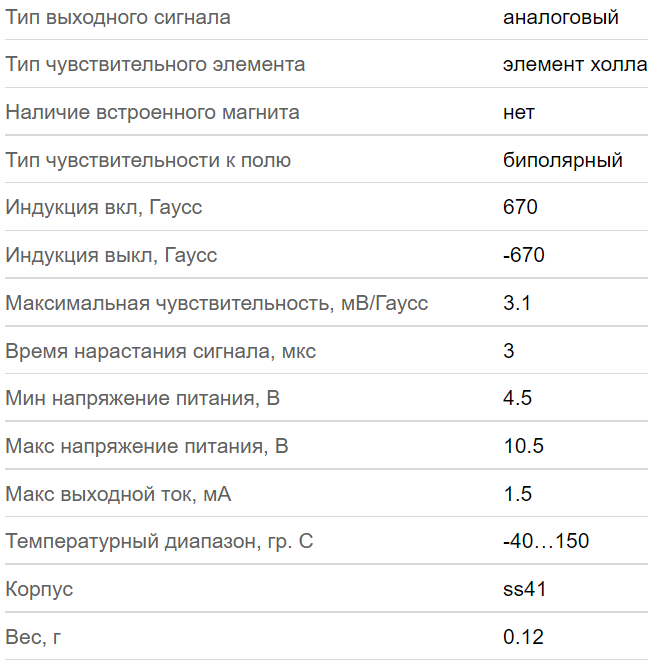 Тип выходного сигнала аналоговый
Тип чувствительного элемента элемент холла
Наличие встроенного магнита нет
Тип чувствительности к полю биполярный
Индукция вкл, Гаусс 670
Индукция выкл, Гаусс -670
Максимальная чувствительность, мВ/Гаусс 3.1
Время нарастания сигнала, мкс 3
Мин напряжение питания, В 4.5
Макс напряжение питания, В 10.5
Макс выходной ток, мА 1.5
Температурный диапазон, гр. С -40…150
Корпус ss41
Вес, г 0.12